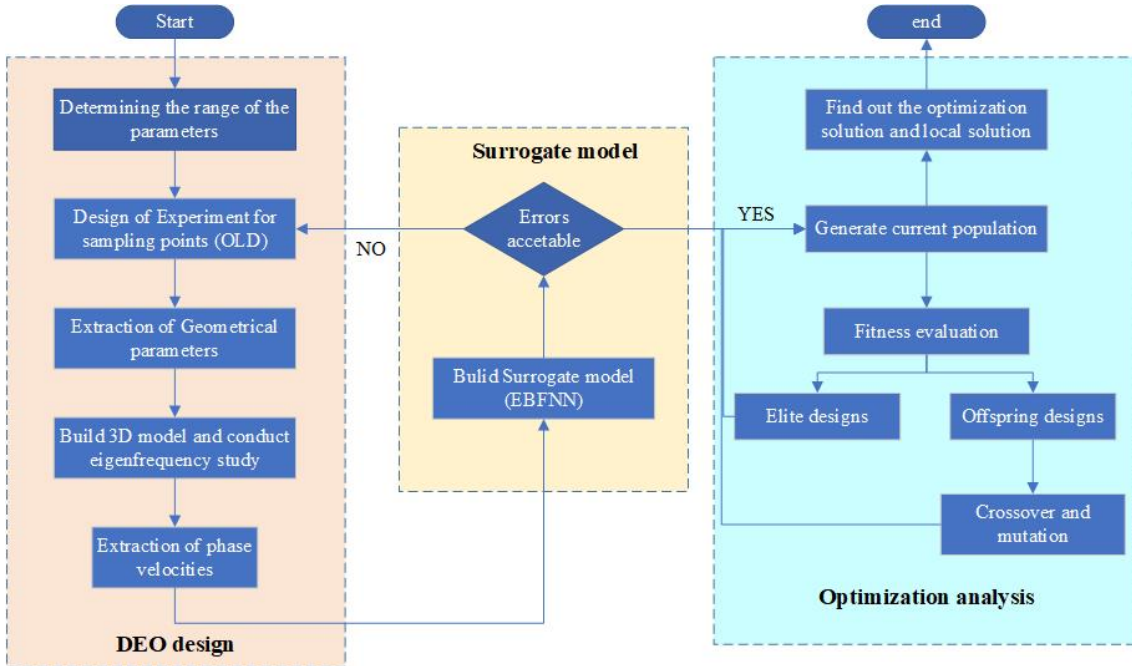 Start
Determining the range of the
parameters
Design of Experiment for
sampling points (OLD)
Extraction of Geometrical
parameters
Build 3D model and conduct
eigenfrequency study
Extraction of phase
velocities
DEO design
Surrogate model
Errors
accetable
NO
YES
Bulid Surrogate model
(EBFNN)
end
Find out the optimization
solution and local solution
Generate current population
Fitness evaluation
Elite designs
Offspring designs
Crossover and
mutation
Optimization analysis